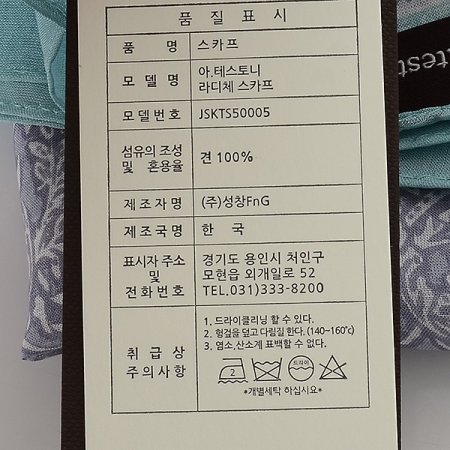 품 질 표 시
품 명 스카프
모 델 명 아.테스토니
라디체 스카프
모델번호 JSKTS50005
섬유의 조성
및 혼용율
견 100%
제조자명 (주)성창FnG
제조국명 한 국
표시자 주소
및
전화번호
경기도 용인시 처인구
모현읍 외개일로 52
TEL.031)333-8200
취 급 상
주의사항
1. 드라이클리닝 할 수 있다.
2. 헝겊을 덮고 다림질 한다. (140~160℃)
3. 염소.산소계 표백할 수 없다.
2 드라이
*개별세탁 하십시요*
test